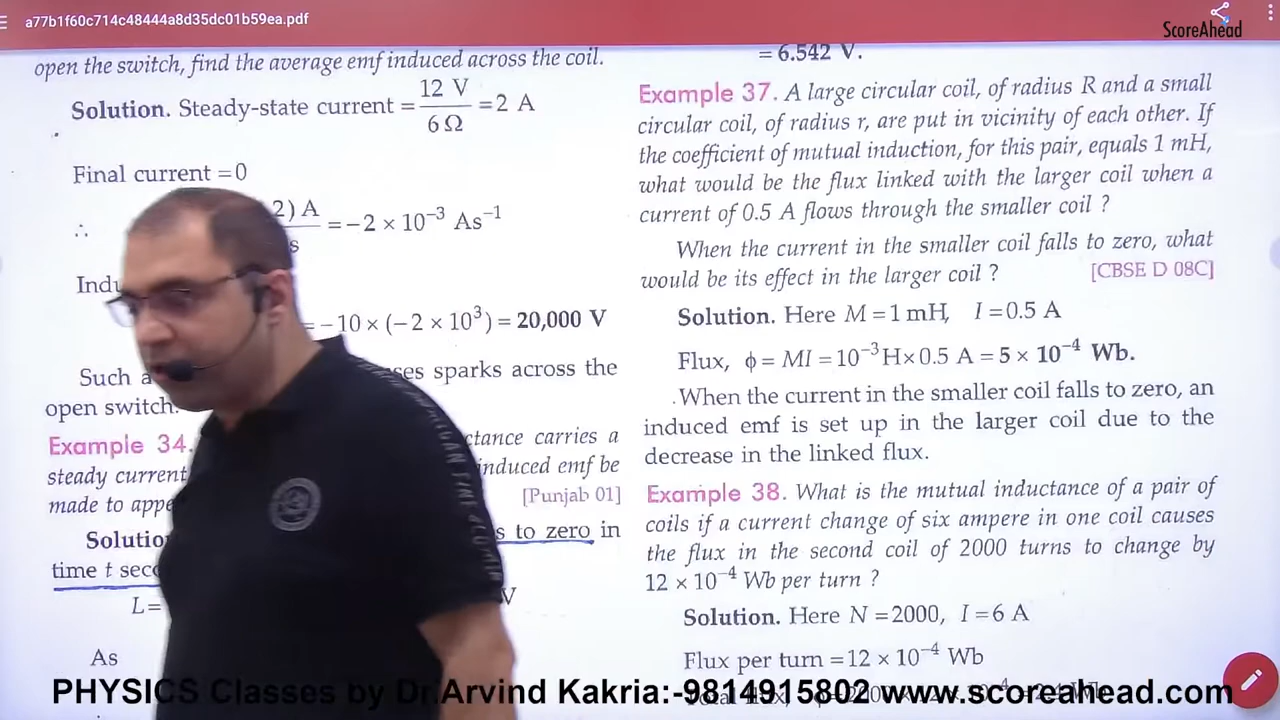 a77b1f60c714c48444a8d35dc01b59ea.pdf
ScoreAhead
open the switch, find the average emf induced across the coil.
Solution. Steady-state current = 12 V / 6 Ω = 2 A
Final current = 0
∴ 2) A / s = −2 × 10⁻³ As⁻¹
= −10 × (−2 × 10³) = 20,000 V
Such a
ses sparks across the
open switch.
Example 34.
ctance carries a
steady current
induced emf be
made to appe
[Punjab 01]
Solutio
s to zero in
time t sec
L=
V
As
= 6.542 V.
Example 37. A large circular coil, of radius R and a small
circular coil, of radius r, are put in vicinity of each other. If
the coefficient of mutual induction, for this pair, equals 1 mH,
what would be the flux linked with the larger coil when a
current of 0.5 A flows through the smaller coil ?
When the current in the smaller coil falls to zero, what
would be its effect in the larger coil ? [CBSE D 08C]
Solution. Here M = 1 mH, I = 0.5 A
Flux, ϕ = MI = 10⁻³ H × 0.5 A = 5 × 10⁻⁴ Wb.
When the current in the smaller coil falls to zero, an
induced emf is set up in the larger coil due to the
decrease in the linked flux.
Example 38. What is the mutual inductance of a pair of
coils if a current change of six ampere in one coil causes
the flux in the second coil of 2000 turns to change by
12 × 10⁻⁴ Wb per turn ?
Solution. Here N = 2000, I = 6 A
Flux per turn = 12 × 10⁻⁴ Wb
PHYSICS Classes by Dr.Arvind Kakria:-9814915802 www.scoreahead.com